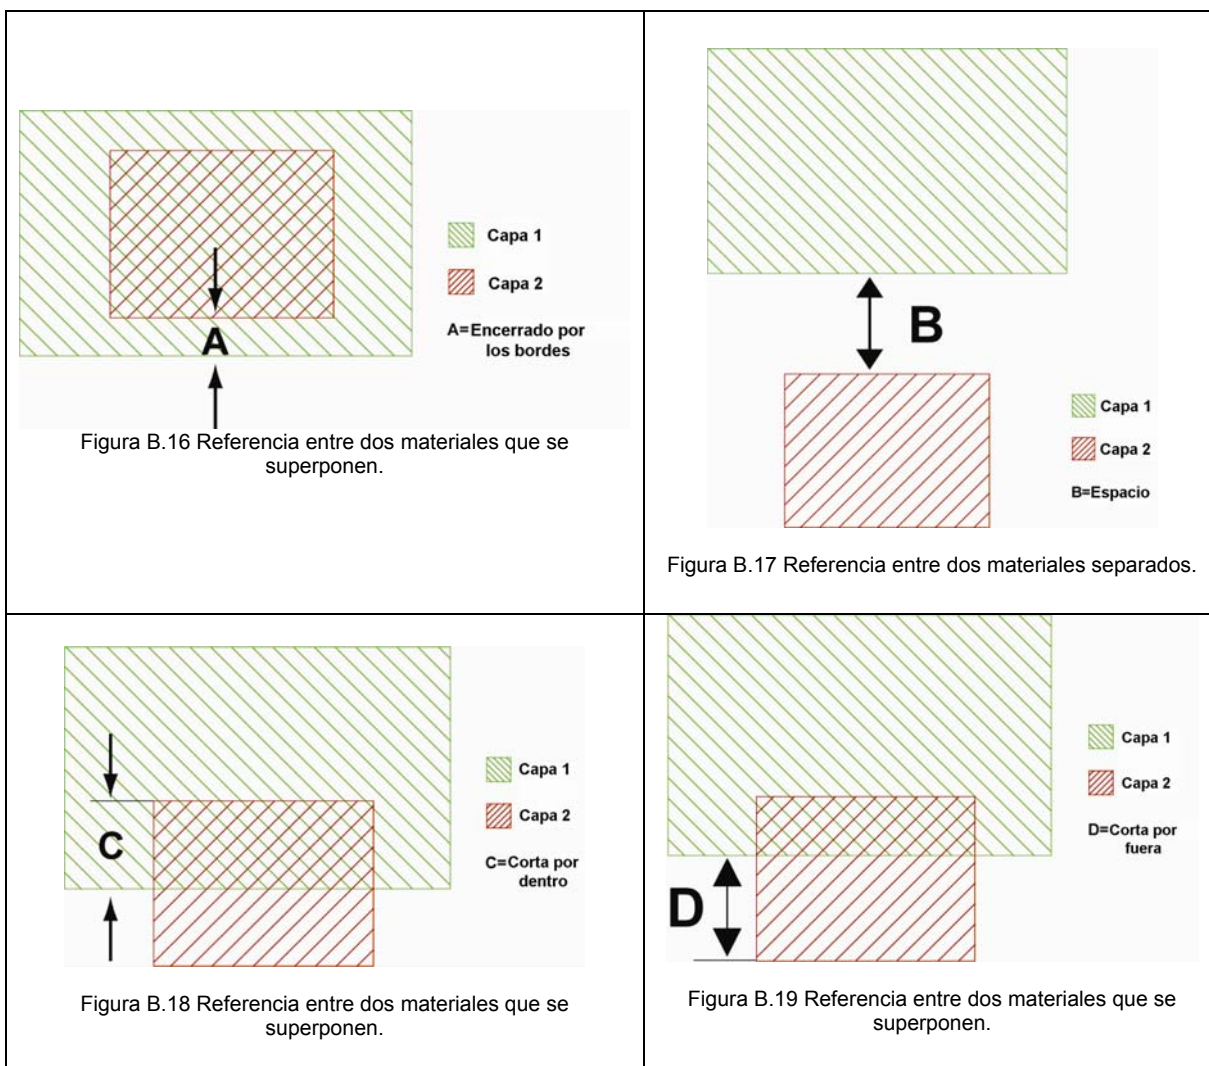 Capa 1
Capa 2
A=Encerrado por
los bordes
A
Figura B.16 Referencia entre dos materiales que se
superponen.
B
Capa 1
Capa 2
B=Espacio
Figura B.17 Referencia entre dos materiales separados.
Capa 1
Capa 2
C
C=Corta por
dentro
Figura B.18 Referencia entre dos materiales que se
superponen.
Capa 1
Capa 2
D=Corta por
fuera
D
Figura B.19 Referencia entre dos materiales que se
superponen.